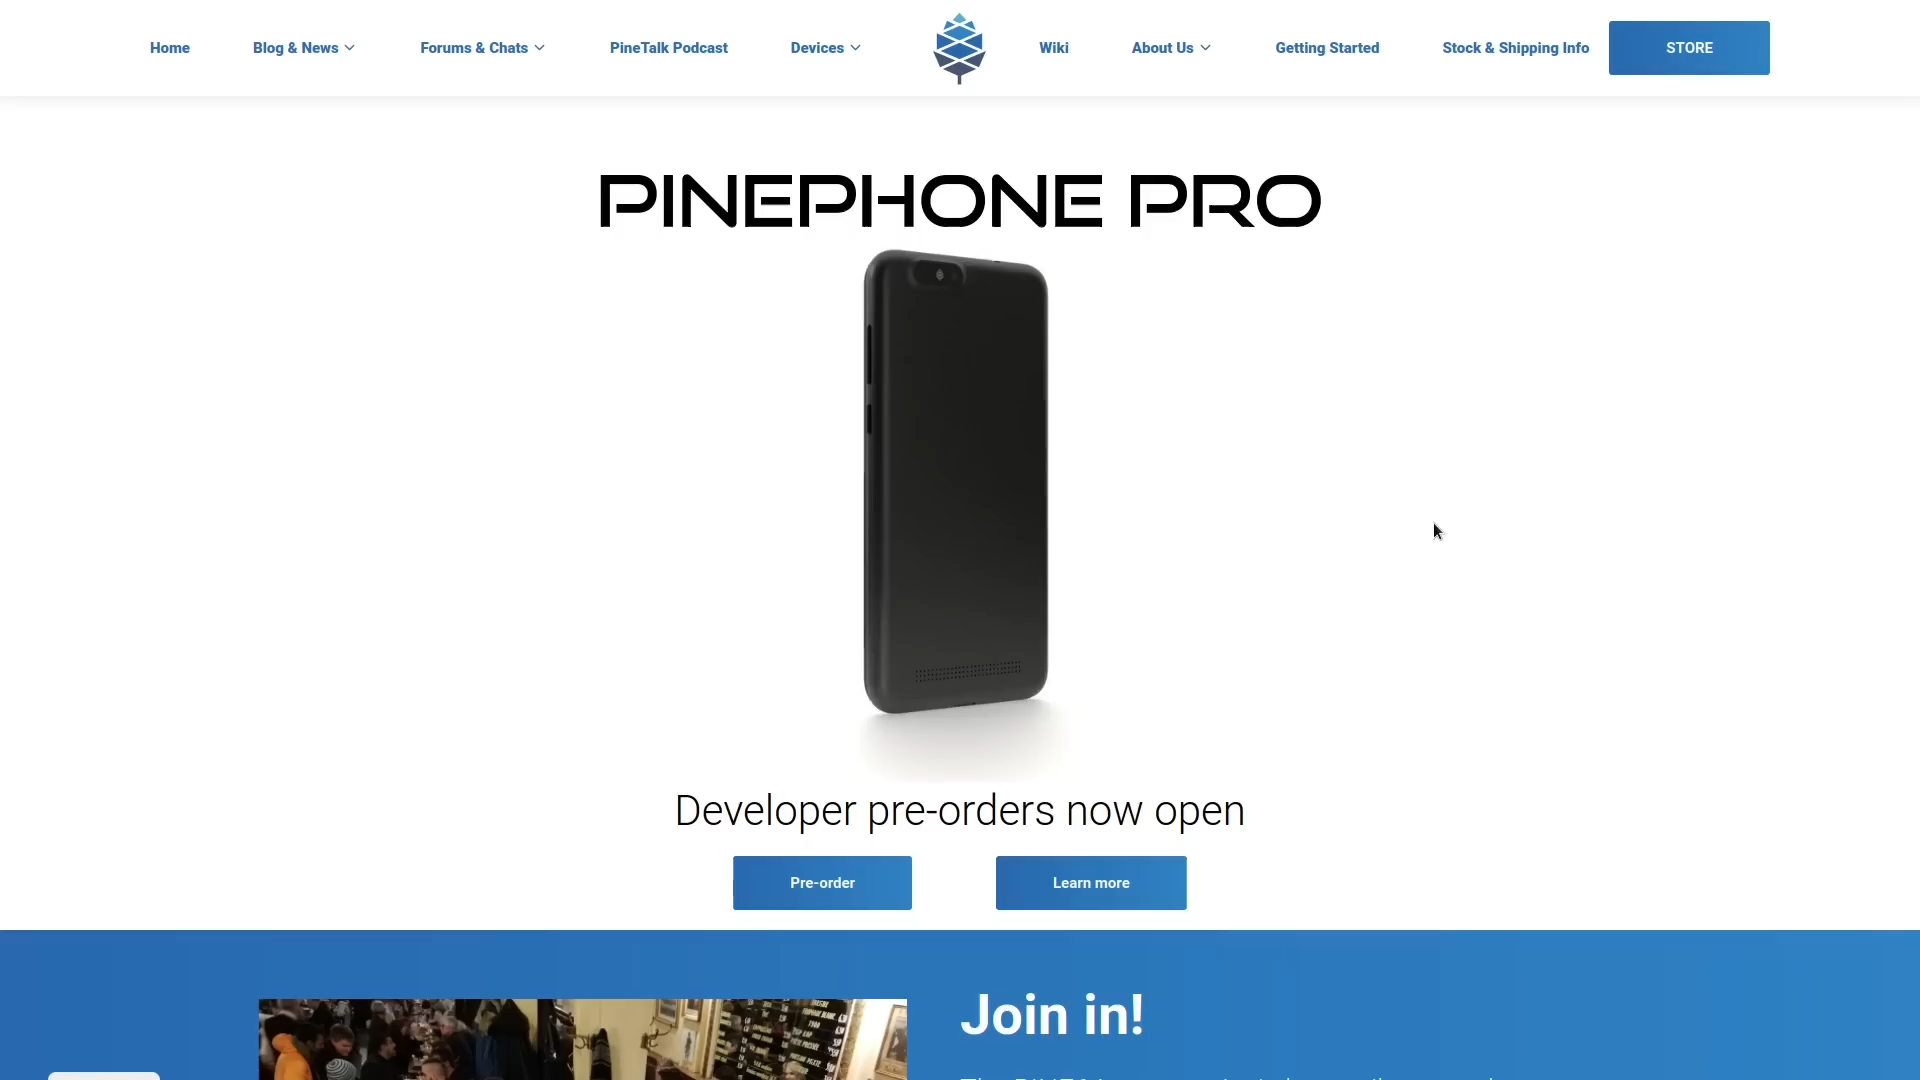 Home
Blog & News
Forums & Chats
PineTalk Podcast
Devices
Wiki
About Us
Getting Started
Stock & Shipping Info
STORE
PINEPHONE PRO
Developer pre-orders now open
Pre-order
Learn more
Join in!